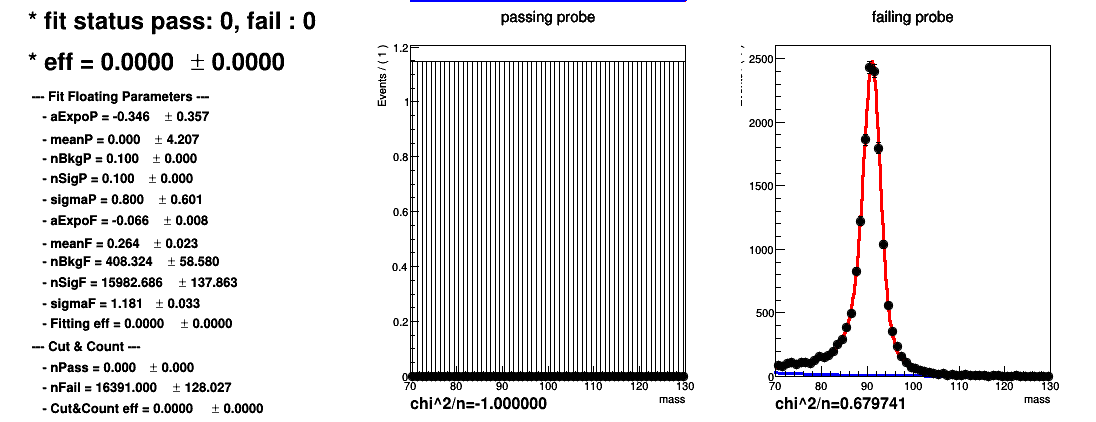 * fit status pass: 0, fail : 0
* eff = 0.0000 ± 0.0000
--- Fit Floating Parameters ---
- aExpoP = -0.346 ± 0.357
- meanP = 0.000 ± 4.207
- nBkgP = 0.100 ± 0.000
- nSigP = 0.100 ± 0.000
- sigmaP = 0.800 ± 0.601
- aExpoF = -0.066 ± 0.008
- meanF = 0.264 ± 0.023
- nBkgF = 408.324 ± 58.580
- nSigF = 15982.686 ± 137.863
- sigmaF = 1.181 ± 0.033
- Fitting eff = 0.0000 ± 0.0000
--- Cut & Count ---
- nPass = 0.000 ± 0.000
- nFail = 16391.000 ± 128.027
- Cut&Count eff = 0.0000 ± 0.0000
passing probe
Events / ( 1 )
1.2
1
0.8
0.6
0.4
0.2
0
70 80 90 100 110 120 130
mass
chi^2/n=-1.000000
failing probe
2500
2000
1500
1000
500
0
70 80 90 100 110 120 130
mass
chi^2/n=0.679741